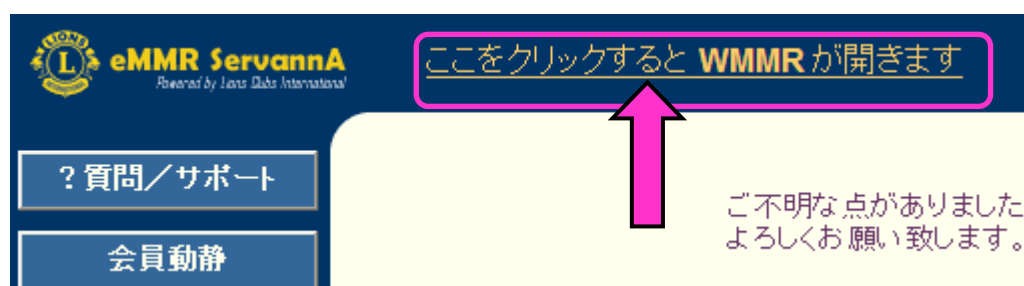 LIONS
L
eMMR ServannA
Powered by Lions Clubs International
ここをクリックすると WMMR が開きます
?質問／サポート
会員動静
ご不明な点がありました
よろしくお願い致します。